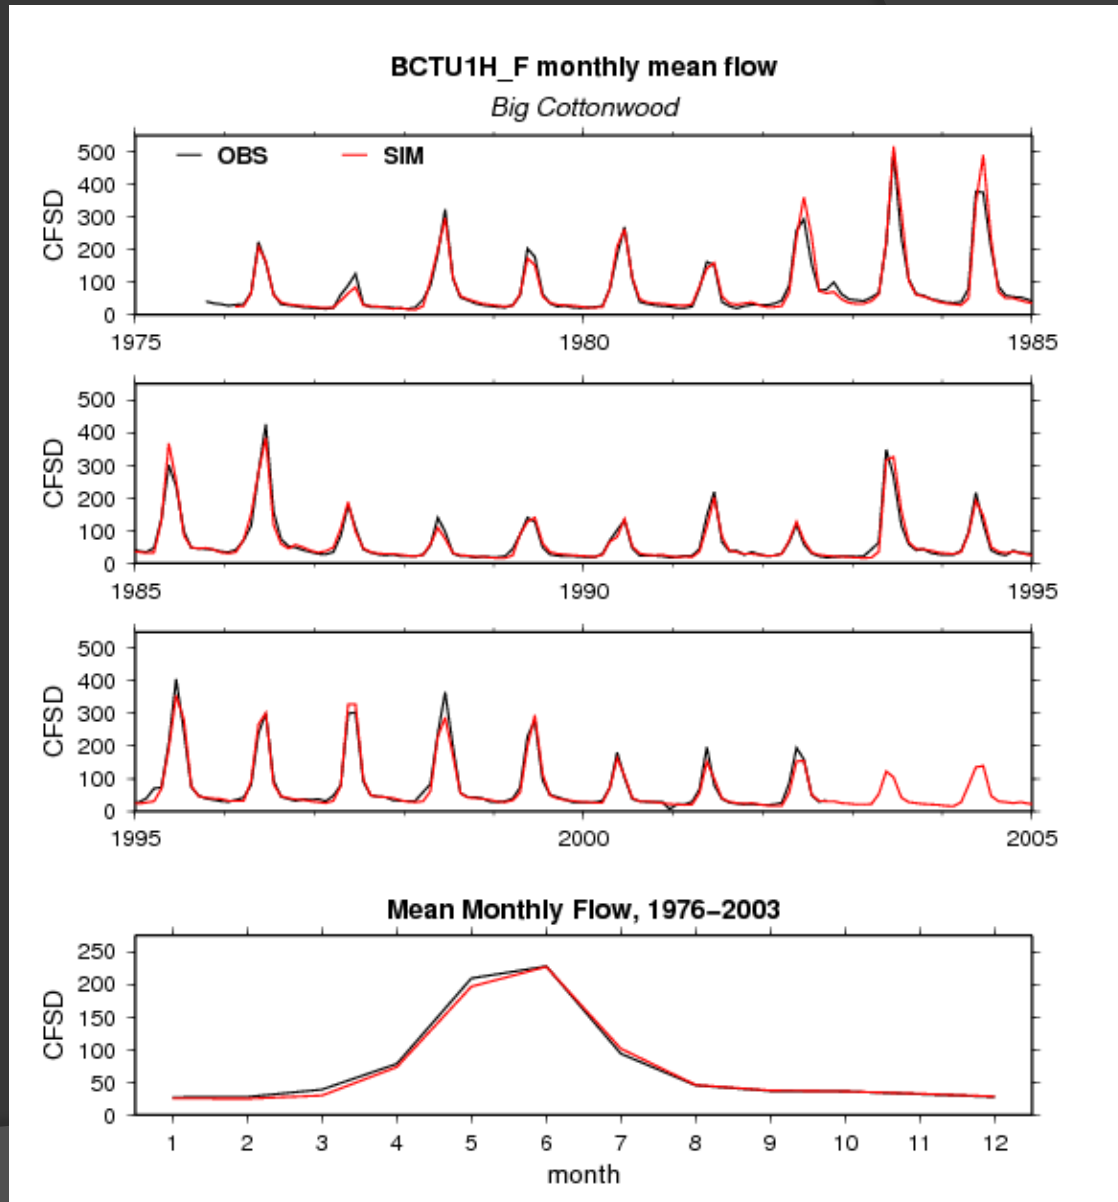 BCTU1H_F monthly mean flow
Big Cottonwood
OBS SIM
CFSD
500
400
300
200
100
0
1975 1980 1985
CFSD
500
400
300
200
100
0
1985 1990 1995
CFSD
500
400
300
200
100
0
1995 2000 2005
Mean Monthly Flow, 1976–2003
CFSD
250
200
150
100
50
0
1 2 3 4 5 6 7 8 9 10 11 12
month